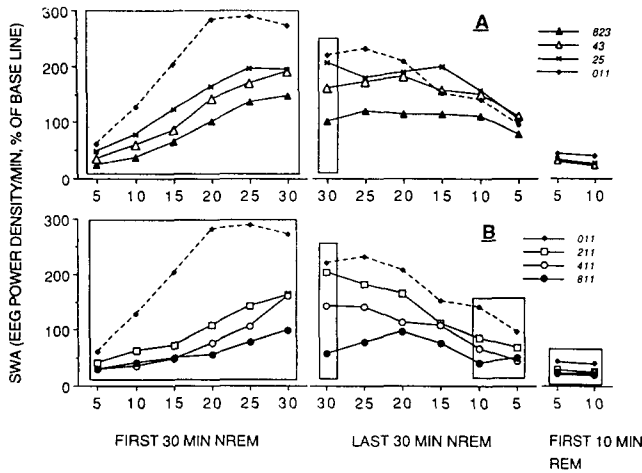 A
823
43
25
011
300
200
100
0
5 10 15 20 25 30
30 25 20 15 10 5
5 10
B
011
211
411
811
300
200
100
0
5 10 15 20 25 30
30 25 20 15 10 5
5 10
SWA (EEG POWER DENSITY/MIN, % OF BASE LINE)
FIRST 30 MIN NREM
LAST 30 MIN NREM
FIRST 10 MIN
REM